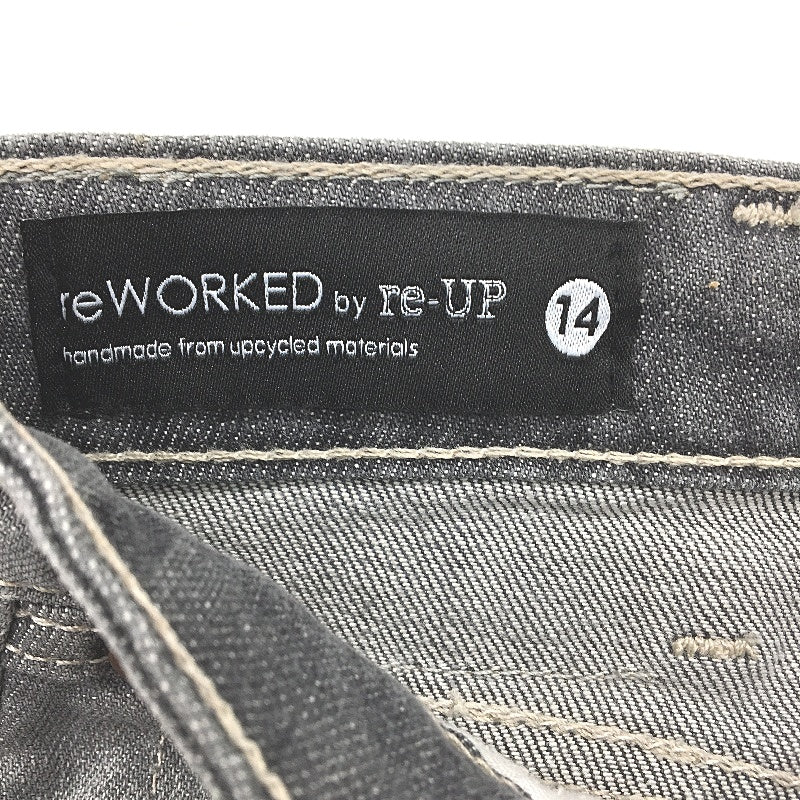 reWORKED by re-UP 14
handmade from upcycled materials